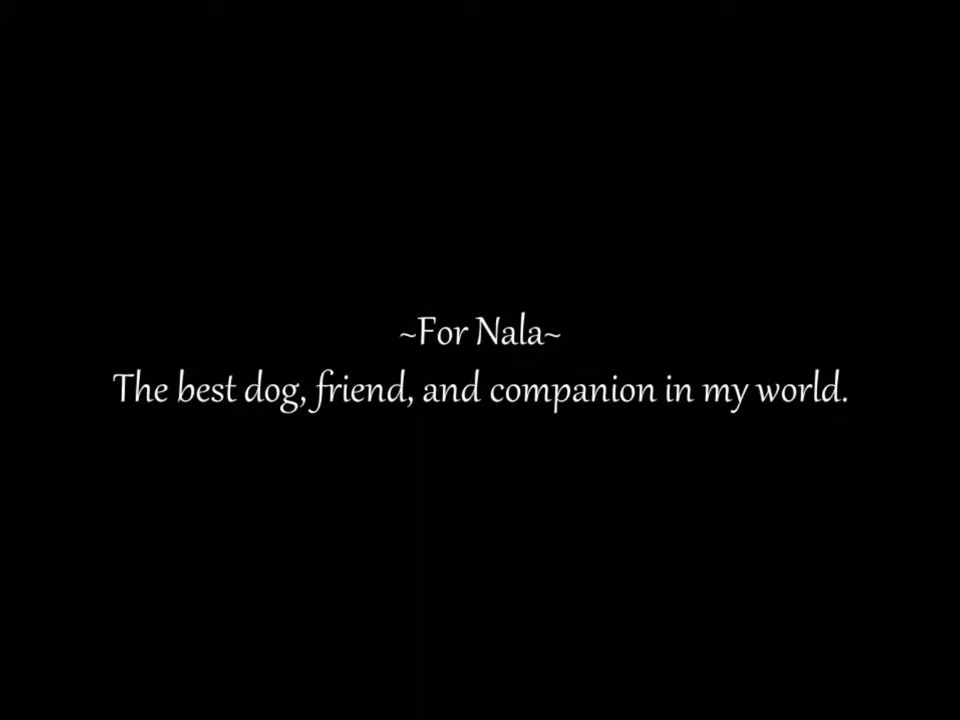 ~For Nala~
The best dog, friend, and companion in my world.